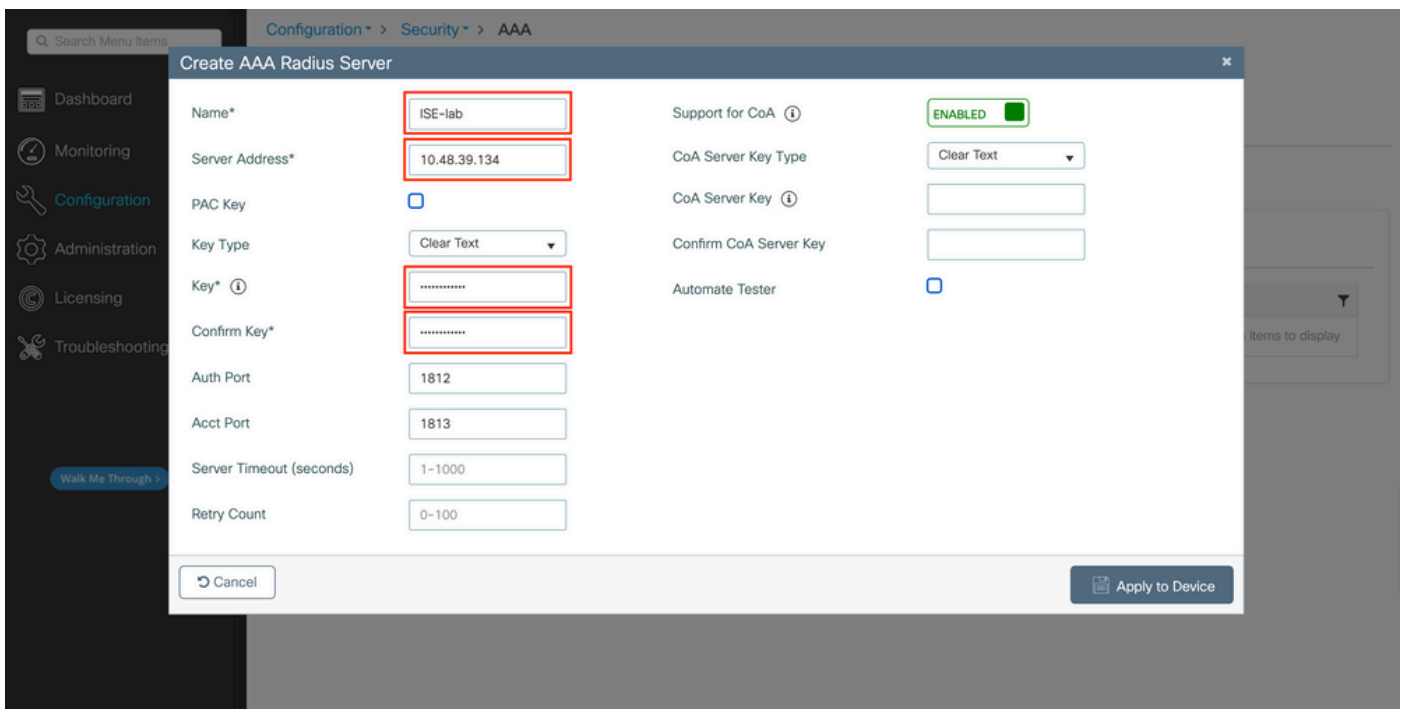 Search Menu Items
Configuration > Security > AAA
Create AAA Radius Server
Dashboard
Monitoring
Configuration
Administration
Licensing
Troubleshooting
Walk Me Through >
Name* ISE-lab
Server Address* 10.48.39.134
PAC Key
Key Type Clear Text
Key* ············
Confirm Key* ············
Auth Port 1812
Acct Port 1813
Server Timeout (seconds) 1-1000
Retry Count 0-100
Support for CoA ENABLED
CoA Server Key Type Clear Text
CoA Server Key
Confirm CoA Server Key
Automate Tester
items to display
Cancel
Apply to Device